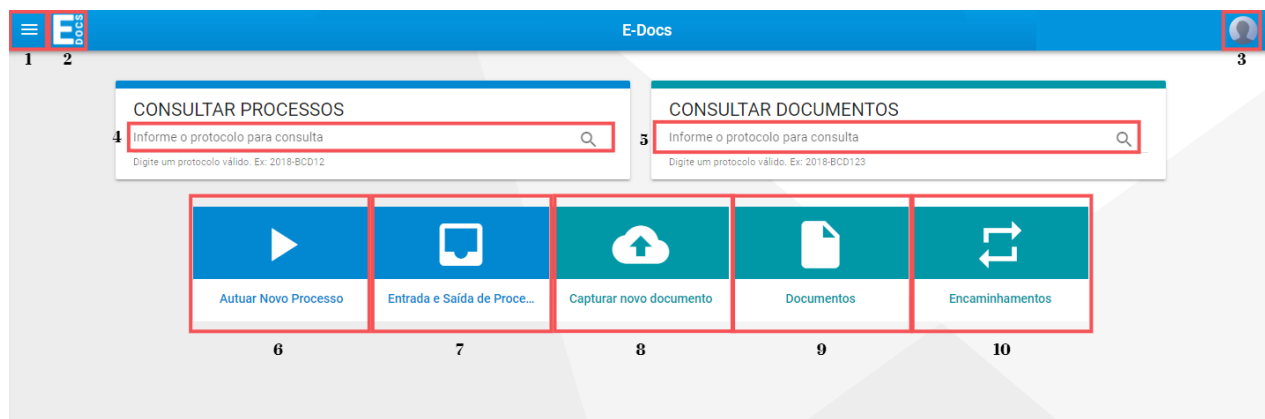 E DOCS
E-Docs
1 2 3
CONSULTAR PROCESSOS
4 Informe o protocolo para consulta
Digite um protocolo válido. Ex: 2018-BCD12
CONSULTAR DOCUMENTOS
5 Informe o protocolo para consulta
Digite um protocolo válido. Ex: 2018-BCD123
Autuar Novo Processo
Entrada e Saída de Proce...
Capturar novo documento
Documentos
Encaminhamentos
6 7 8 9 10